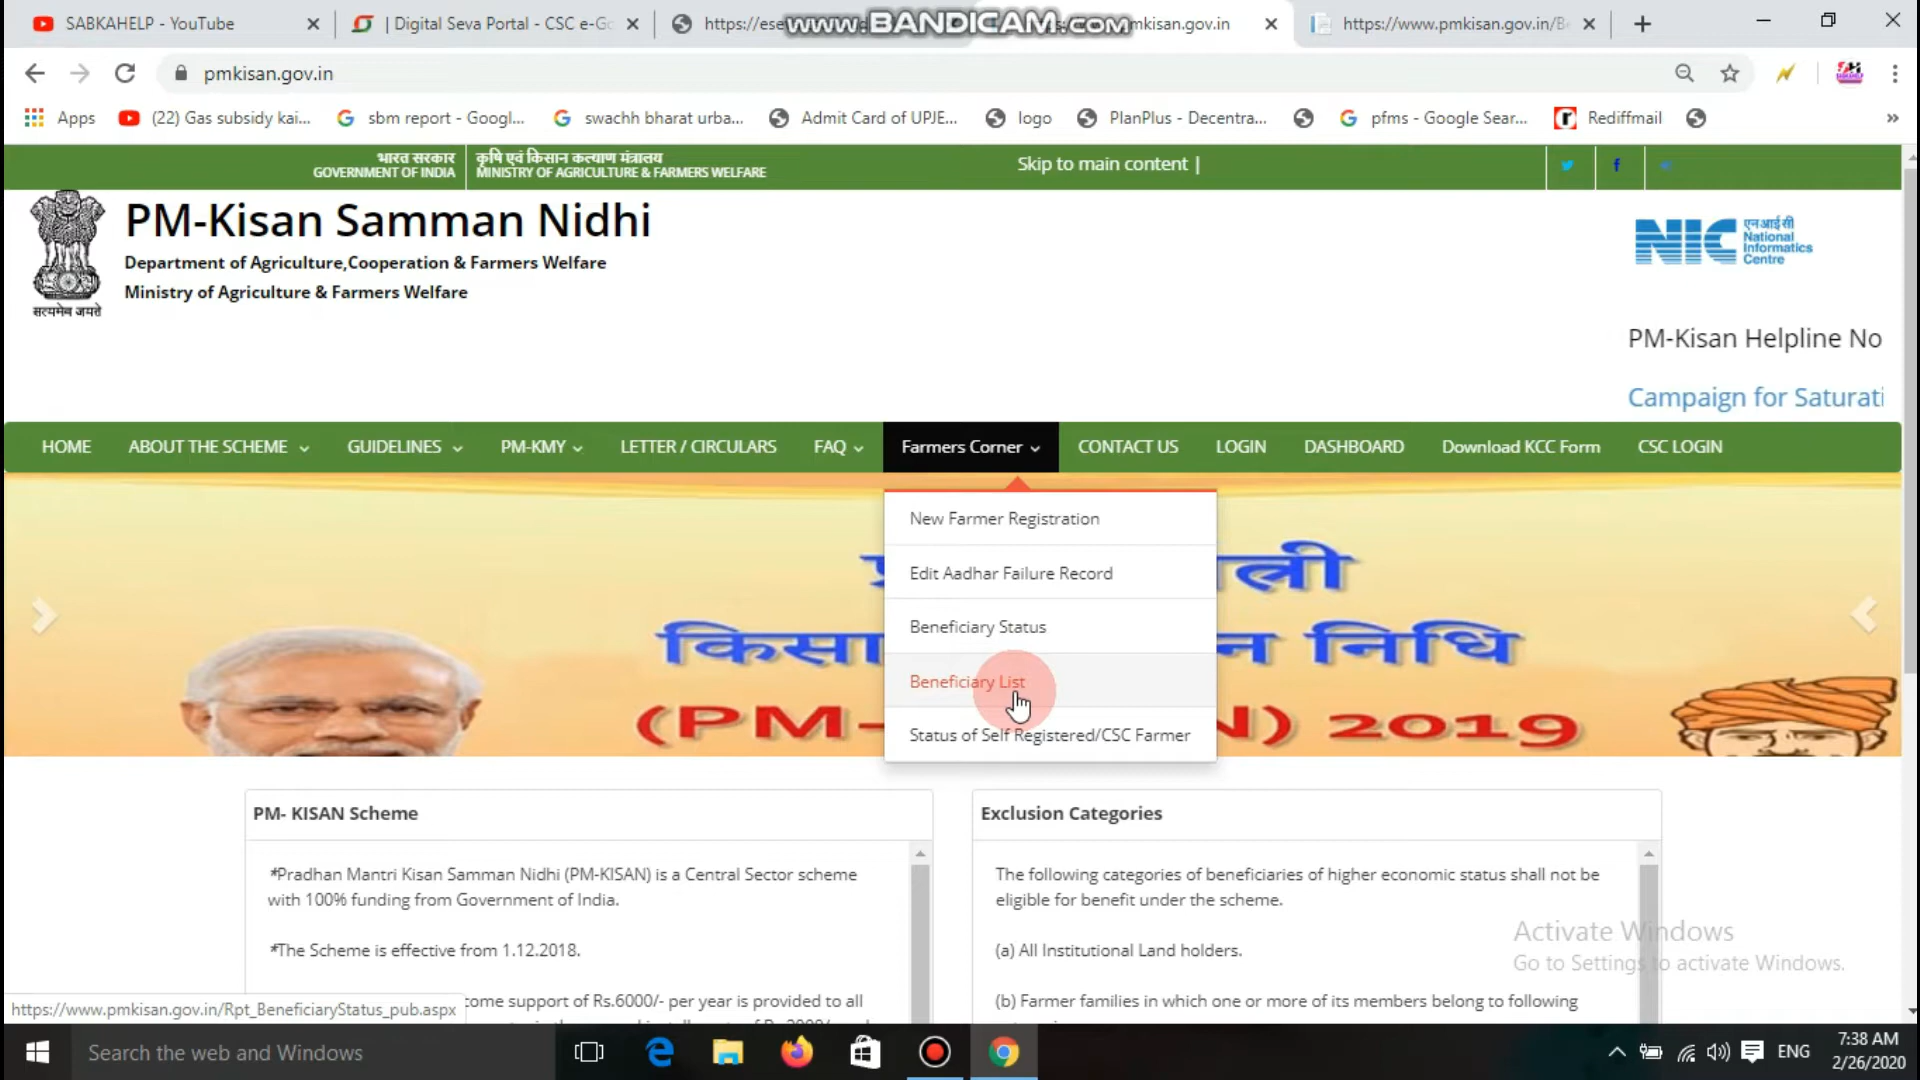 SABKAHELP - YouTube
| Digital Seva Portal - CSC e-Go
https://ese
www.BANDICAM.com
mkisan.gov.in
https://www.pmkisan.gov.in/Be
pmkisan.gov.in
Apps
(22) Gas subsidy kai...
sbm report - Googl...
swachh bharat urba...
Admit Card of UPJE...
logo
PlanPlus - Decentra...
pfms - Google Sear...
Rediffmail
भारत सरकार
GOVERNMENT OF INDIA
कृषि एवं किसान कल्याण मंत्रालय
MINISTRY OF AGRICULTURE & FARMERS WELFARE
Skip to main content |
PM-Kisan Samman Nidhi
Department of Agriculture,Cooperation & Farmers Welfare
Ministry of Agriculture & Farmers Welfare
सत्यमेव जयते
NIC
एन आई सी
National
Informatics
Centre
PM-Kisan Helpline No
Campaign for Saturati
HOME
ABOUT THE SCHEME
GUIDELINES
PM-KMY
LETTER / CIRCULARS
FAQ
Farmers Corner
CONTACT US
LOGIN
DASHBOARD
Download KCC Form
CSC LOGIN
New Farmer Registration
Edit Aadhar Failure Record
Beneficiary Status
Beneficiary List
Status of Self Registered/CSC Farmer
किसा
न निधि
(PM-
N) 2019
PM- KISAN Scheme
*Pradhan Mantri Kisan Samman Nidhi (PM-KISAN) is a Central Sector scheme
with 100% funding from Government of India.
*The Scheme is effective from 1.12.2018.
come support of Rs.6000/- per year is provided to all
Exclusion Categories
The following categories of beneficiaries of higher economic status shall not be
eligible for benefit under the scheme.
(a) All Institutional Land holders.
(b) Farmer families in which one or more of its members belong to following
Activate Windows
Go to Settings to activate Windows.
https://www.pmkisan.gov.in/Rpt_BeneficiaryStatus_pub.aspx
Search the web and Windows
ENG
7:38 AM
2/26/2020